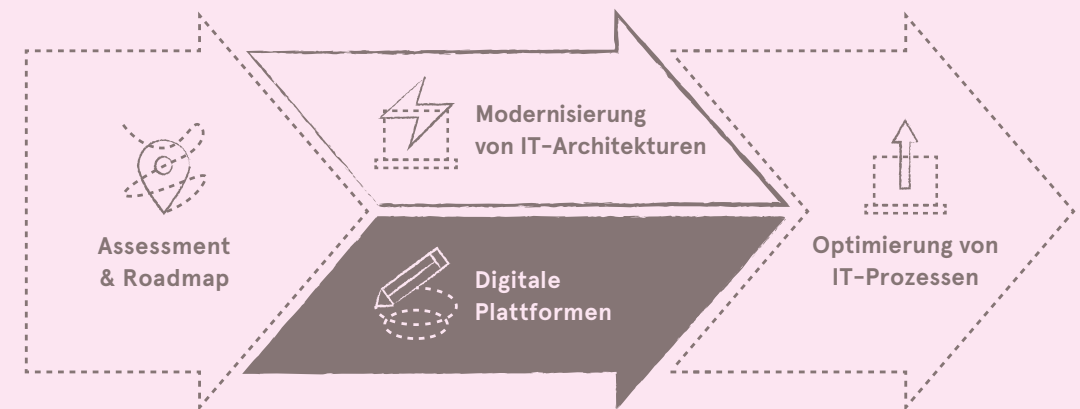 Assessment
& Roadmap
Modernisierung
von IT-Architekturen
Digitale
Plattformen
Optimierung von
IT-Prozessen